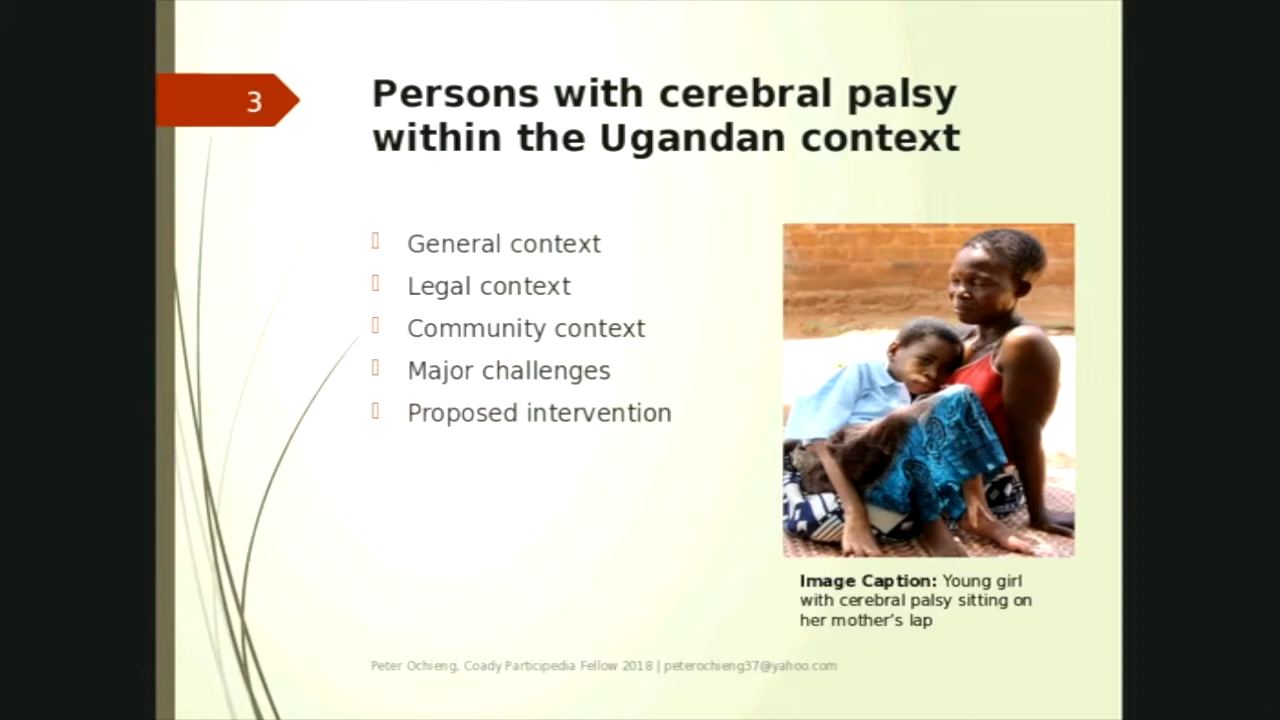 3
Persons with cerebral palsy
within the Ugandan context
General context
Legal context
Community context
Major challenges
Proposed intervention
Image Caption: Young girl
with cerebral palsy sitting on
her mother's lap
Peter Ochieng, Coady Participedia Fellow 2018 | peterochieng37@yahoo.com